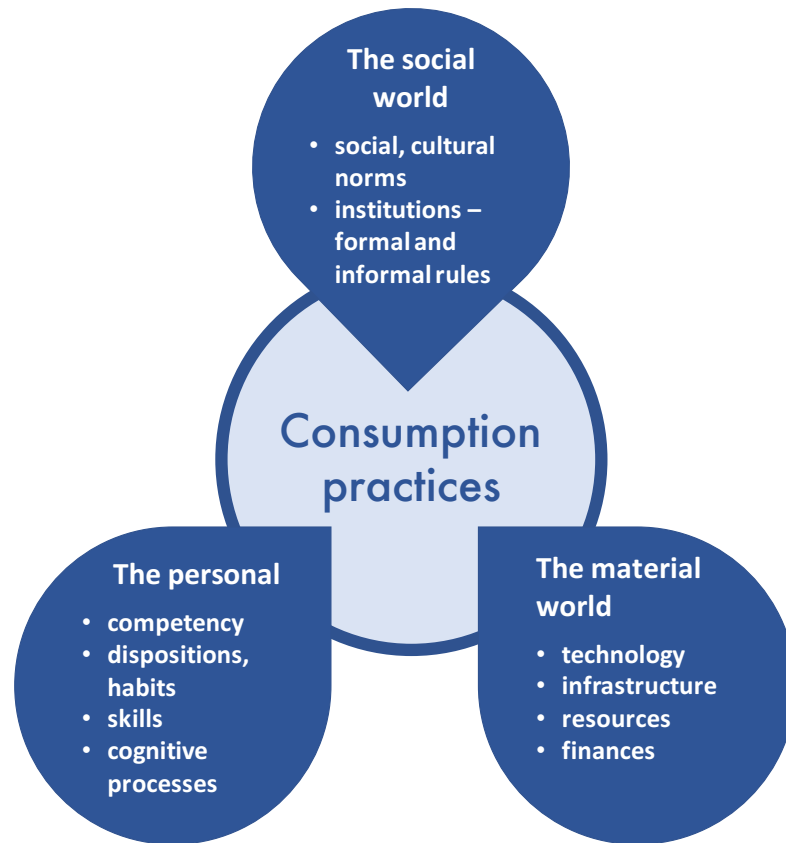 The social
world
• social, cultural
norms
• institutions –
formal and
informal rules
Consumption
practices
The personal
• competency
• dispositions,
habits
• skills
• cognitive
processes
The material
world
• technology
• infrastructure
• resources
• finances